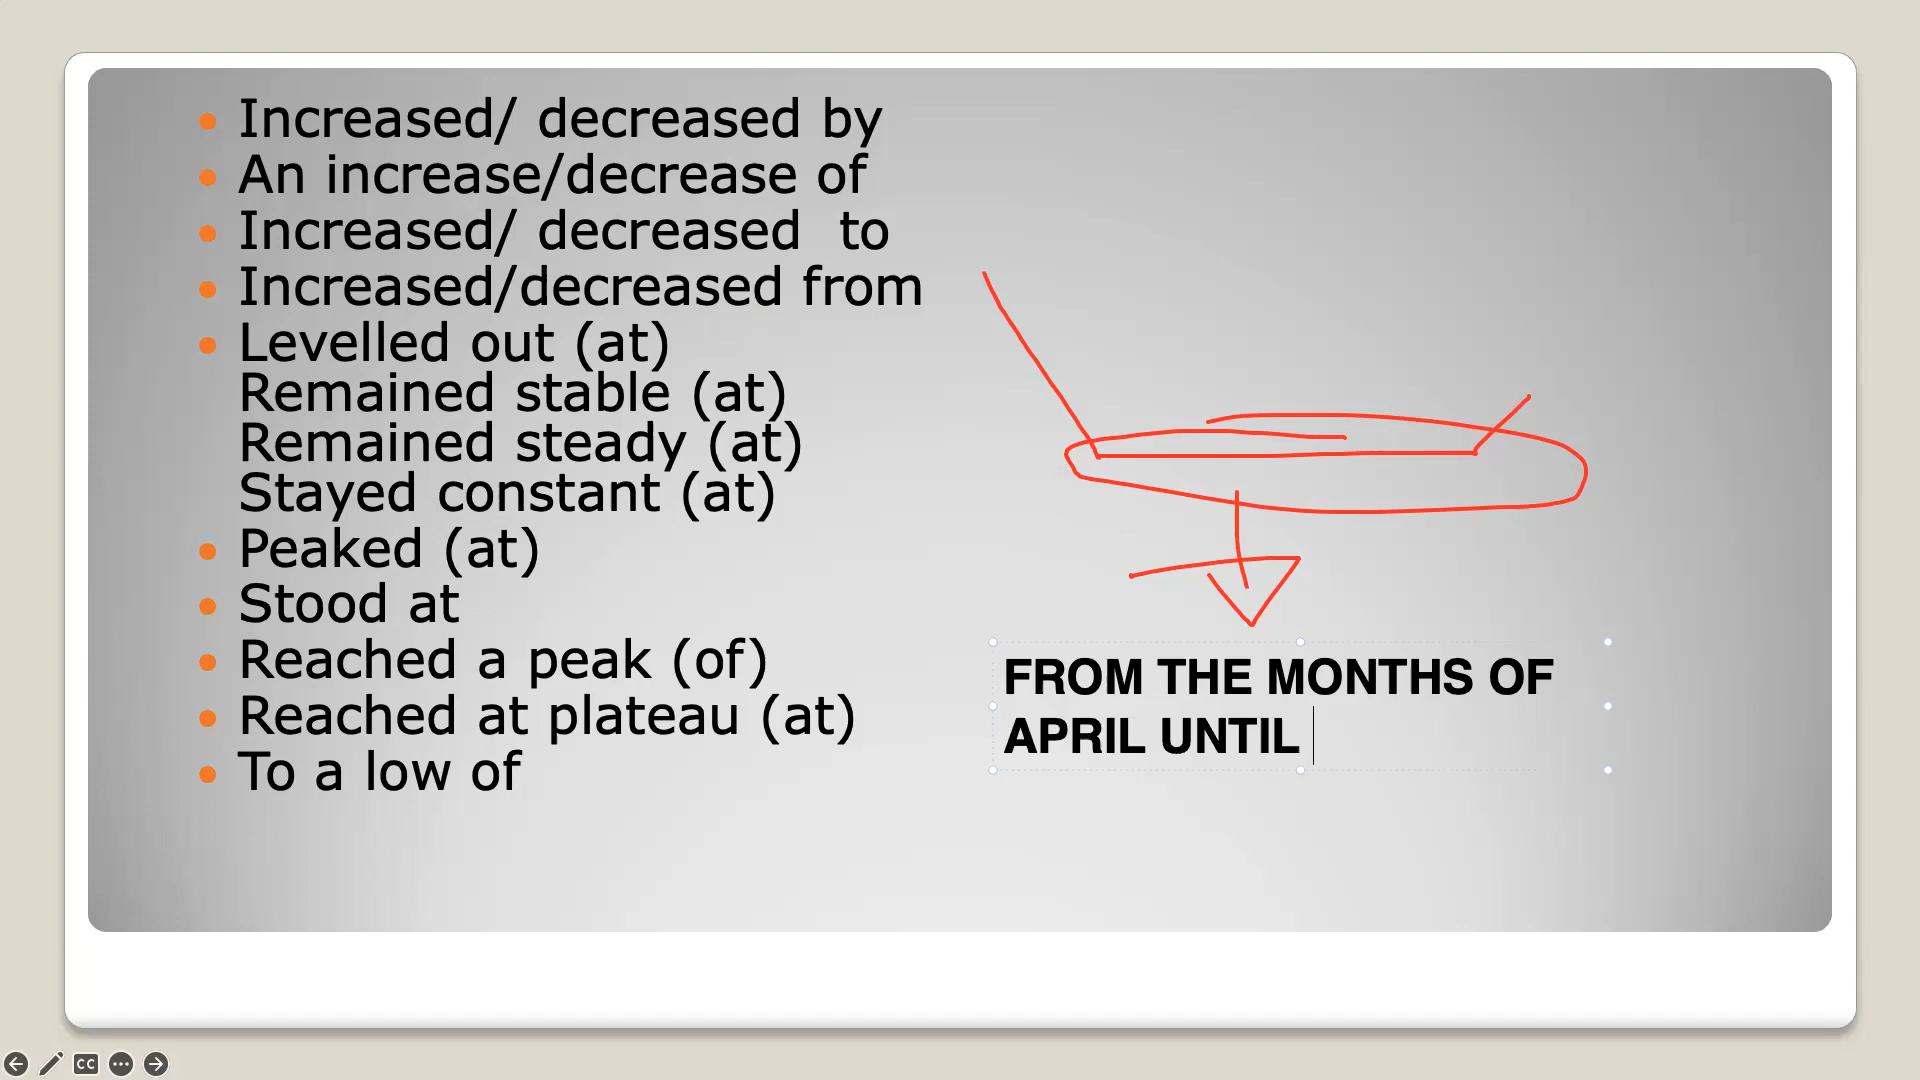 Increased/ decreased by
An increase/decrease of
Increased/ decreased  to
Increased/decreased from
Levelled out (at)
Remained stable (at)
Remained steady (at)
Stayed constant (at)
Peaked (at)
Stood at
Reached a peak (of)
Reached at plateau (at)
To a low of
FROM THE MONTHS OF
APRIL UNTIL
CC